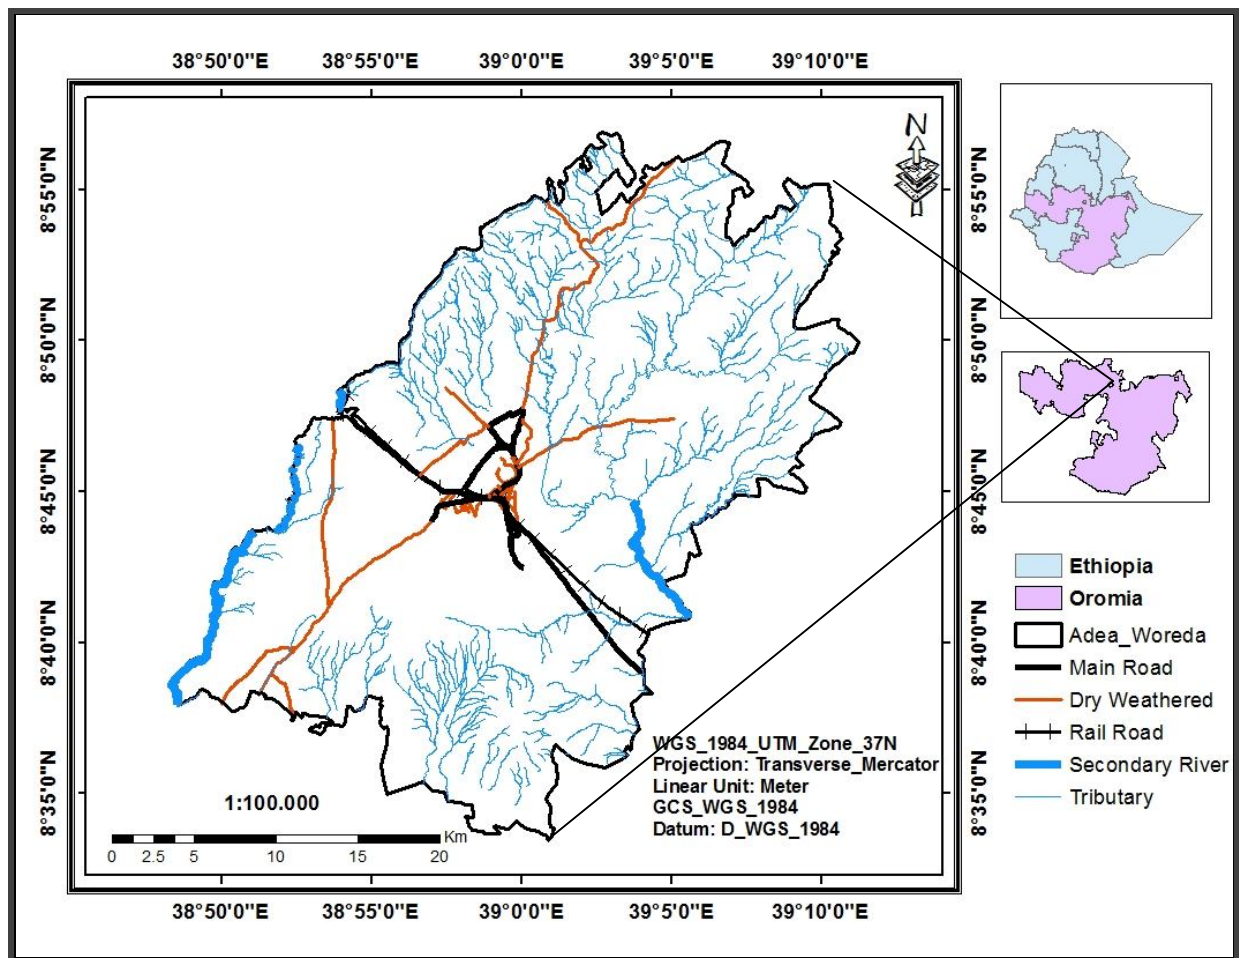 38°50'0"E 38°55'0"E 39°0'0"E 39°5'0"E 39°10'0"E
N
8°55'0"N
8°50'0"N
8°45'0"N
8°40'0"N
8°35'0"N
8°55'0"N
8°50'0"N
8°45'0"N
8°40'0"N
8°35'0"N
Ethiopia
Oromia
Adea_Woreda
Main Road
Dry Weathered
Rail Road
Secondary River
Tributary
WGS_1984_UTM_Zone_37N
Projection: Transverse_Mercator
Linear Unit: Meter
GCS_WGS_1984
Datum: D_WGS_1984
1:100.000
Km
0 2.5 5 10 15 20
38°50'0"E 38°55'0"E 39°0'0"E 39°5'0"E 39°10'0"E